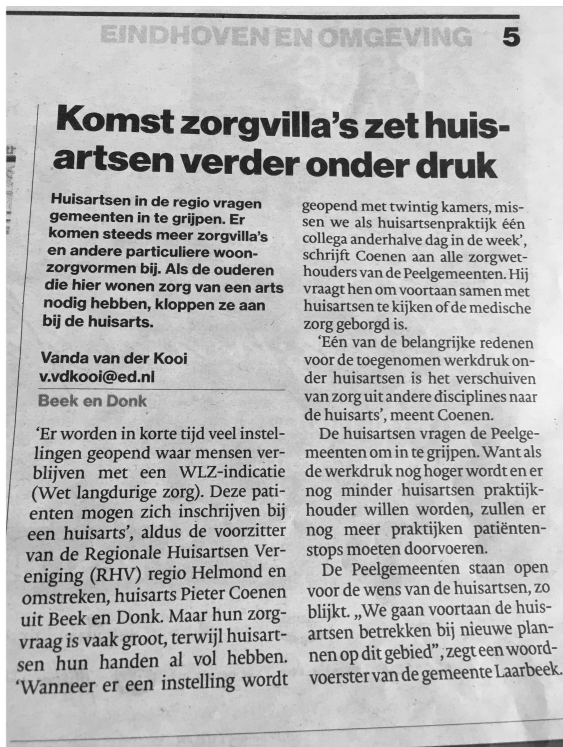 EINDHOVEN EN OMGEVING 5
Komst zorgvilla's zet huis-
artsen verder onder druk
Huisartsen in de regio vragen
gemeenten in te grijpen. Er
komen steeds meer zorgvilla's
en andere particuliere woon-
zorgvormen bij. Als de ouderen
die hier wonen zorg van een arts
nodig hebben, kloppen ze aan
bij de huisarts.
Vanda van der Kooi
v.vdkooi@ed.nl
Beek en Donk
'Er worden in korte tijd veel instel-
lingen geopend waar mensen ver-
blijven met een WLZ-indicatie
(Wet langdurige zorg). Deze pati-
enten mogen zich inschrijven bij
een huisarts', aldus de voorzitter
van de Regionale Huisartsen Ver-
eniging (RHV) regio Helmond en
omstreken, huisarts Pieter Coenen
uit Beek en Donk. Maar hun zorg-
vraag is vaak groot, terwijl huisart-
sen hun handen al vol hebben.
'Wanneer er een instelling wordt
geopend met twintig kamers, mis-
sen we als huisartsenpraktijk één
collega anderhalve dag in de week',
schrijft Coenen aan alle zorgwet-
houders van de Peelgemeenten. Hij
vraagt hen om voortaan samen met
huisartsen te kijken of de medische
zorg geborgd is.
'Eén van de belangrijke redenen
voor de toegenomen werkdruk on-
der huisartsen is het verschuiven
van zorg uit andere disciplines naar
de huisarts', meent Coenen.
De huisartsen vragen de Peelge-
meenten om in te grijpen. Want als
de werkdruk nog hoger wordt en er
nog minder huisartsen praktijk-
houder willen worden, zullen er
nog meer praktijken patiënten-
stops moeten doorvoeren.
De Peelgemeenten staan open
voor de wens van de huisartsen, zo
blijkt. „We gaan voortaan de huis-
artsen betrekken bij nieuwe plan-
nen op dit gebied”, zegt een woord-
voerster van de gemeente Laarbeek.